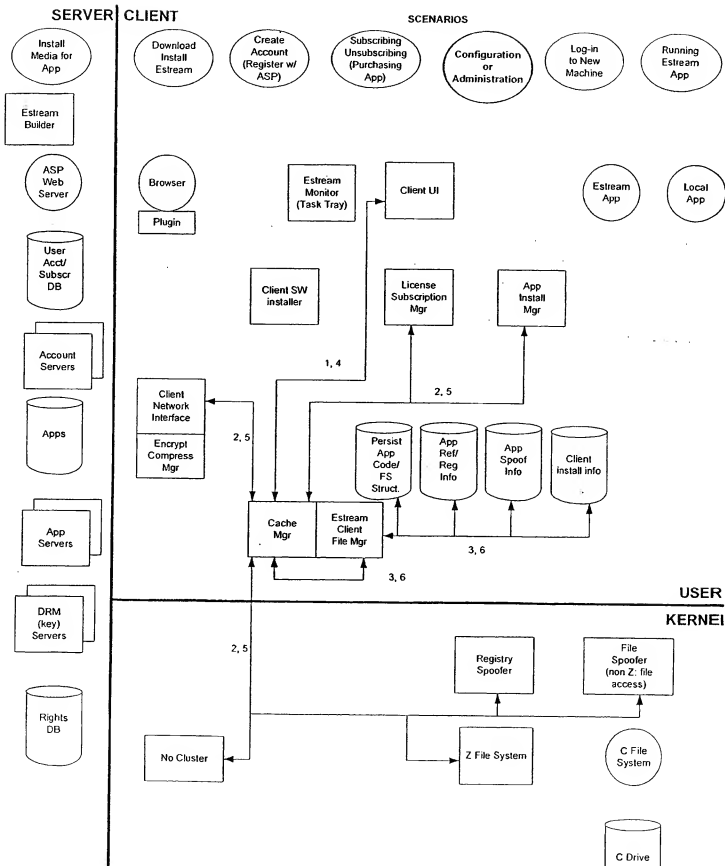 SERVER
CLIENT
SCENARIOS
Install
Media for
App
Download
Install
Estream
Create
Account
(Register w/
ASP)
Subscribing
Unsubscribing
(Purchasing
App)
Configuration
or
Administration
Log-in
to New
Machine
Running
Estream
App
Estream
Builder
ASP
Web
Server
Browser
Plugin
Estream
Monitor
(Task Tray)
Client UI
Estream
App
Local
App
User
Acct/
Subscr
DB
Client SW
installer
License
Subscription
Mgr
App
Install
Mgr
Account
Servers
1, 4
2, 5
Client
Network
Interface
Encrypt
Compress
Mgr
2, 5
Apps
Persist
App
Code/
FS
Struct.
App
Ref/
Reg
Info
App
Spoof
Info
Client
install info
App
Servers
Cache
Mgr
Estream
Client
File Mgr
3, 6
3, 6
USER
KERNEl
DRM
(key)
Servers
2, 5
Registry
Spoofer
File
Spoofer
(non Z: file
access)
Rights
DB
No Cluster
Z File System
C File
System
C Drive